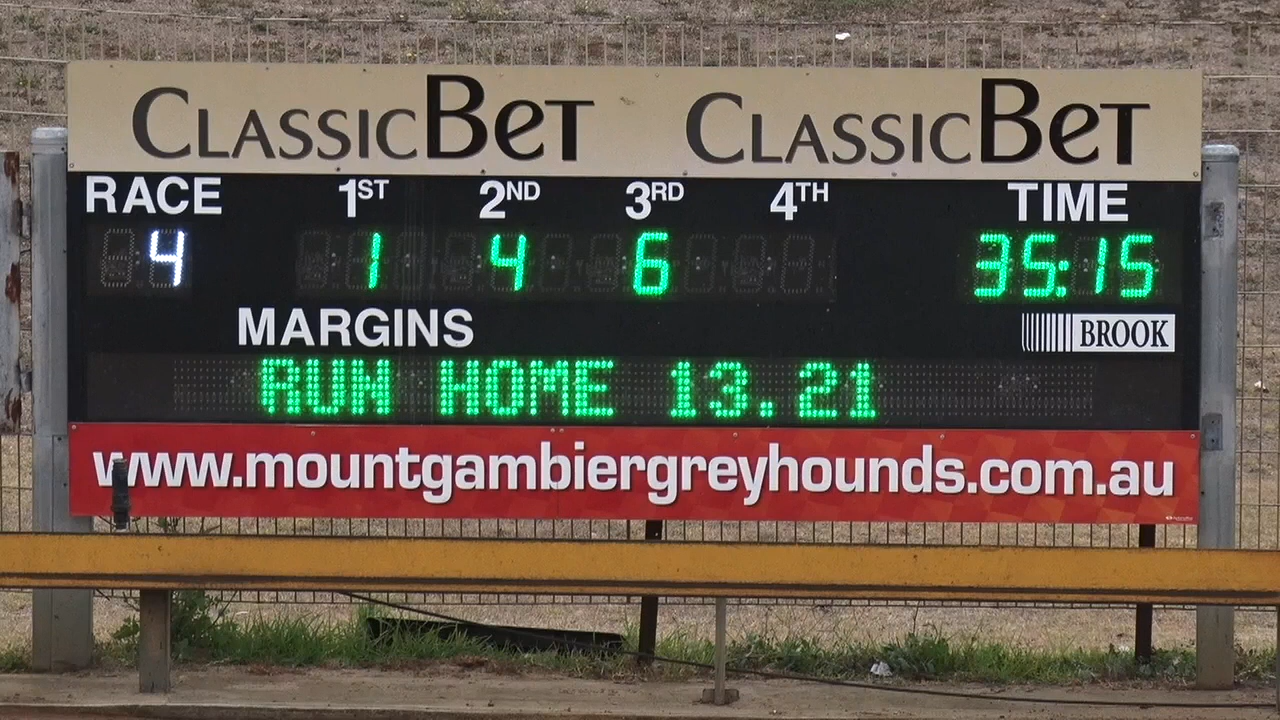 CLASSICBET CLASSICBET
RACE 1ST 2ND 3RD 4TH TIME
4 1 4 6 35:15
MARGINS BROOK
RUN HOME 13.21
www.mountgambiergreyhounds.com.au